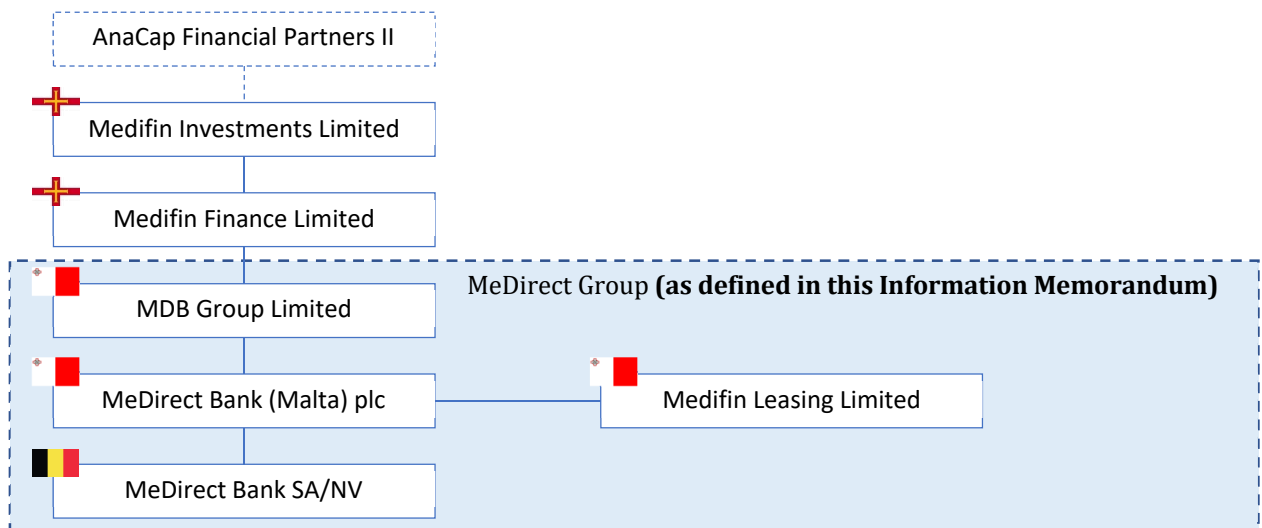 AnaCap Financial Partners II
Medifin Investments Limited
Medifin Finance Limited
MeDirect Group (as defined in this Information Memorandum)
MDB Group Limited
MeDirect Bank (Malta) plc
Medifin Leasing Limited
MeDirect Bank SA/NV